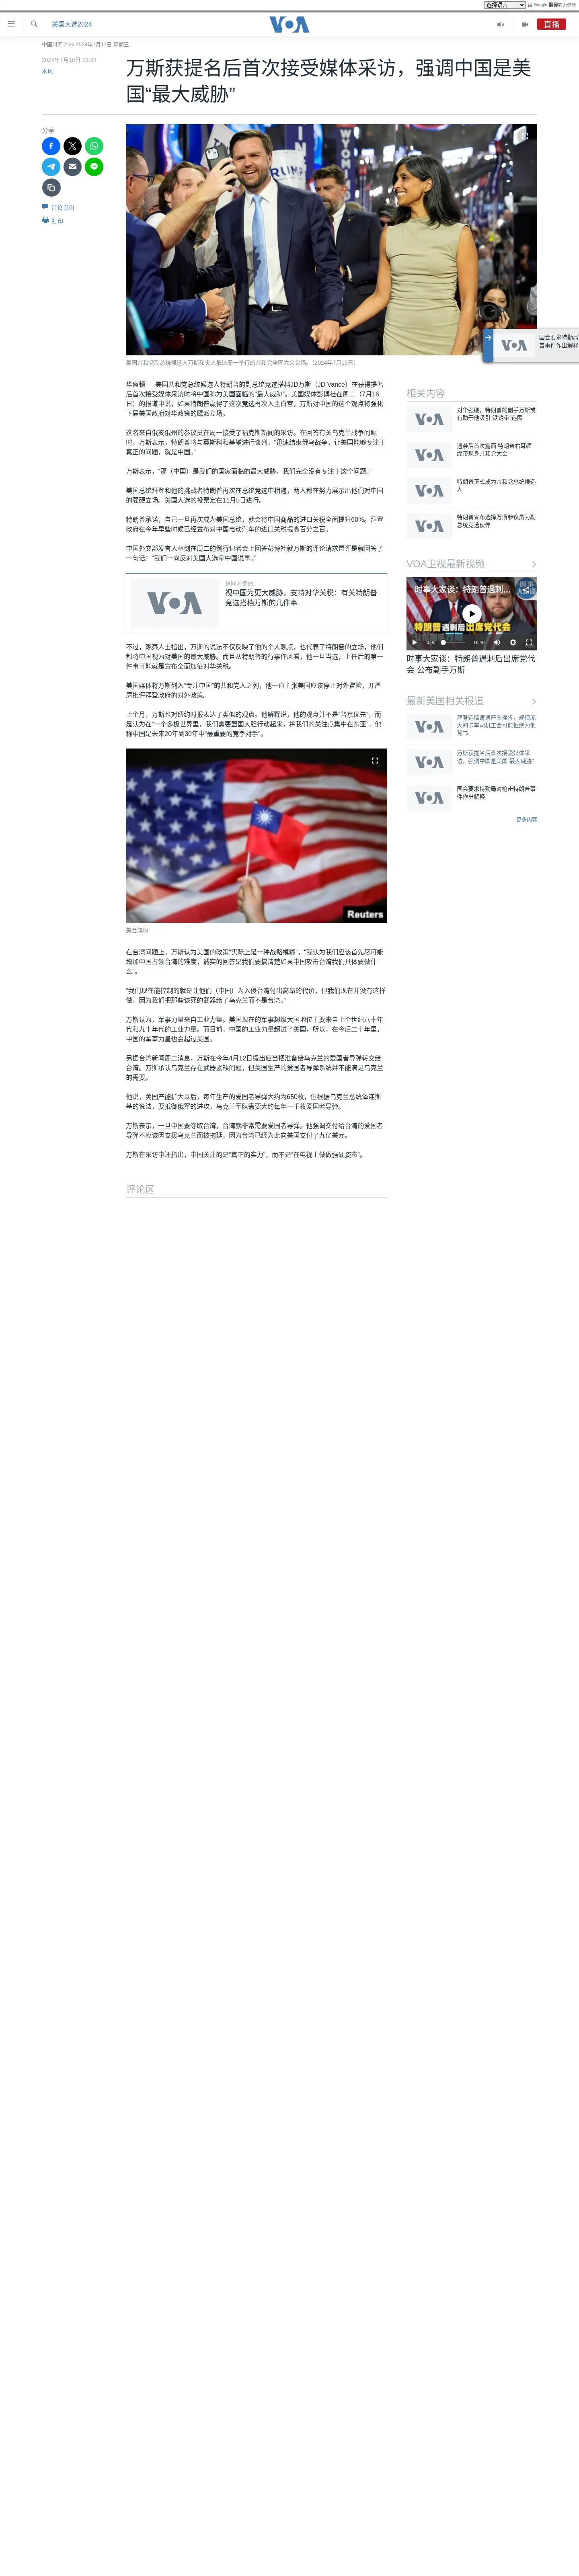 选择语言
由 Google 翻译强力驱动
美国大选2024
VOA
直播
中国时间 2:36 2024年7月17日 星期三
2024年7月16日 23:33
木风
万斯获提名后首次接受媒体采访，强调中国是美
国“最大威胁”
分享
评论 (16)
打印
TRUMP
美国共和党副总统候选人万斯和夫人抵达周一举行的共和党全国大会会场。（2024年7月15日）
华盛顿 — 美国共和党总统候选人特朗普的副总统竞选搭档JD万斯（JD Vance）在获得提名
后首次接受媒体采访时将中国称为美国面临的“最大威胁”，美国媒体彭博社在周二（7月16
日）的报道中说，如果特朗普赢得了这次竞选再次入主白宫，万斯对中国的这个观点将强化
下届美国政府对华政策的鹰派立场。
这名来自俄亥俄州的参议员在周一接受了福克斯新闻的采访。在回答有关乌克兰战争问题
时，万斯表示，特朗普将与莫斯科和基辅进行谈判，“迅速结束俄乌战争，让美国能够专注于
真正的问题，就是中国。”
万斯表示，“那（中国）是我们的国家面临的最大威胁，我们完全没有专注于这个问题。”
美国总统拜登和他的挑战者特朗普再次在总统竞选中相遇，两人都在努力展示出他们对中国
的强硬立场。美国大选的投票定在11月5日进行。
特朗普承诺，自己一旦再次成为美国总统，就会将中国商品的进口关税全面提升60%。拜登
政府在今年早些时候已经宣布对中国电动汽车的进口关税提高百分之百。
中国外交部发言人林剑在周二的例行记者会上回答彭博社就万斯的评论请求置评是就回答了
一句话：“我们一向反对美国大选拿中国说事。”
请同时参阅:
VOA
视中国为更大威胁，支持对华关税：有关特朗普
竞选搭档万斯的几件事
不过，观察人士指出，万斯的说法不仅反映了他的个人观点，也代表了特朗普的立场，他们
都将中国视为对美国的最大的威胁。而且从特朗普的行事作风看，他一旦当选，上任后的第一
件事可能就是宣布全面加征对华关税。
美国媒体将万斯列入“专注中国”的共和党人之列，他一直主张美国应该停止对外冒险，并严
厉批评拜登政府的对外政策。
上个月，万斯也对纽约时报表达了类似的观点。他解释说，他的观点并不是“普京优先”，而
是认为在“一个多极世界里，我们需要盟国大胆行动起来，将我们的关注点集中在东亚”。他
称中国是未来20年到30年中“最重要的竞争对手”。
Reuters
美台旗帜
在台湾问题上，万斯认为美国的政策“实际上是一种战略模糊”，“我认为我们应该首先尽可能
增加中国占领台湾的难度，诚实的回答是我们要搞清楚如果中国攻击台湾我们具体要做什
么”。
“我们现在能控制的就是让他们（中国）为入侵台湾付出高昂的代价，但我们现在并没有这样
做，因为我们把那些该死的武器给了乌克兰而不是台湾。”
万斯认为，军事力量来自工业力量。美国现在的军事超级大国地位主要来自上个世纪八十年
代和九十年代的工业力量。而目前，中国的工业力量超过了美国，所以，在今后二十年里，
中国的军事力量也会超过美国。
另据台湾新闻周二消息，万斯在今年4月12日提出应当把准备给乌克兰的爱国者导弹转交给
台湾。万斯承认乌克兰存在武器紧缺问题，但美国生产的爱国者导弹系统并不能满足乌克兰
的需要。
他说，美国产能扩大以后，每年生产的爱国者导弹大约为650枚，但根据乌克兰总统泽连斯
基的说法，要抵御俄军的进攻，乌克兰军队需要大约每年一千枚爱国者导弹。
万斯表示，一旦中国要夺取台湾，台湾就非常需要爱国者导弹。他强调交付给台湾的爱国者
导弹不应该因支援乌克兰而被拖延，因为台湾已经为此向美国支付了九亿美元。
万斯在采访中还指出，中国关注的是“真正的实力”，而不是“在电视上做做强硬姿态”。
评论区
VOA
国会要求特勤局
普事件作出解释
相关内容
VOA
对华强硬，特朗普的副手万斯或
有助于他吸引“铁锈带”选民
VOA
遇袭后首次露面 特朗普右耳缠
绷带现身共和党大会
VOA
特朗普正式成为共和党总统候选
人
VOA
特朗普宣布选择万斯参议员为副
总统竞选伙伴
VOA卫视最新视频
时事大家谈：特朗普遇刺...
特朗普遇刺后出席党代会
0:00
16:40
时事大家谈：特朗普遇刺后出席党代
会 公布副手万斯
最新美国相关报道
VOA
拜登选情遭遇严重挫折，规模庞
大的卡车司机工会可能拒绝为他
背书
VOA
万斯获提名后首次接受媒体采
访，强调中国是美国“最大威胁”
VOA
国会要求特勤局对枪击特朗普事
件作出解释
更多内容